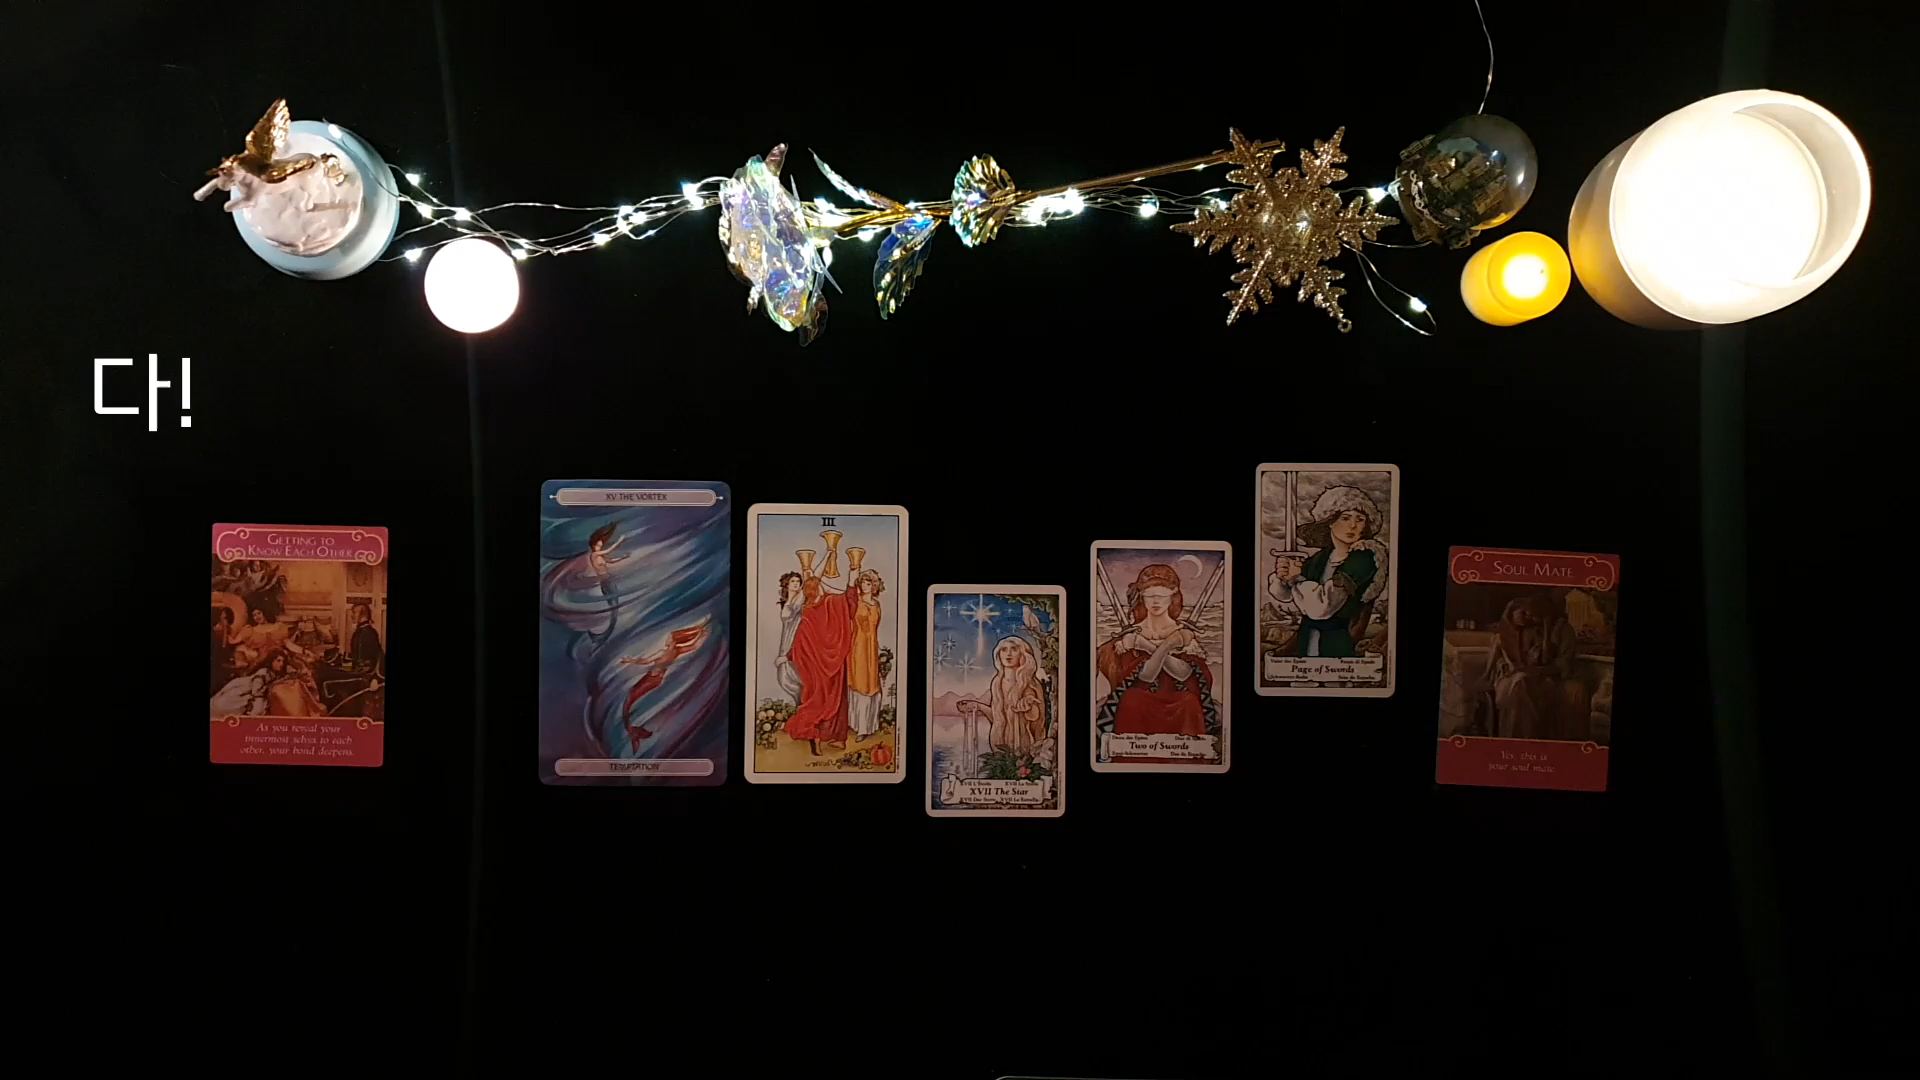 다!
GETTING TO
KNOW EACH OTHER
As you reveal your
innermost selves to each
other, your bond deepens.
XV THE VORTEX
TEMPTATION
III
XVII The Star
Two of Swords
Page of Swords
SOUL MATE
Yes, this is
your soul mate.